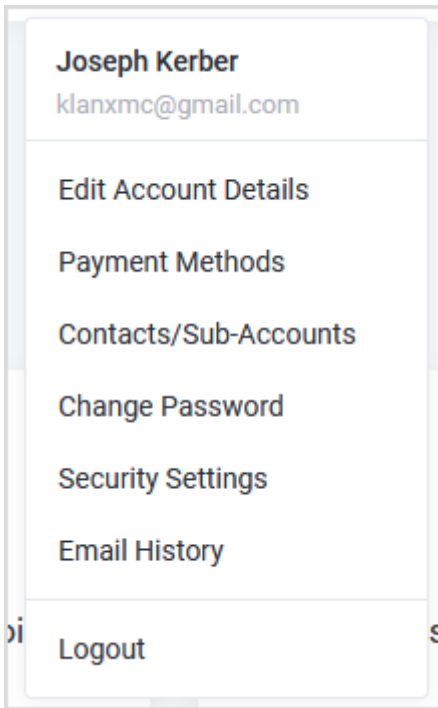 Joseph Kerber
klanxmc@gmail.com
Edit Account Details
Payment Methods
Contacts/Sub-Accounts
Change Password
Security Settings
Email History
Logout